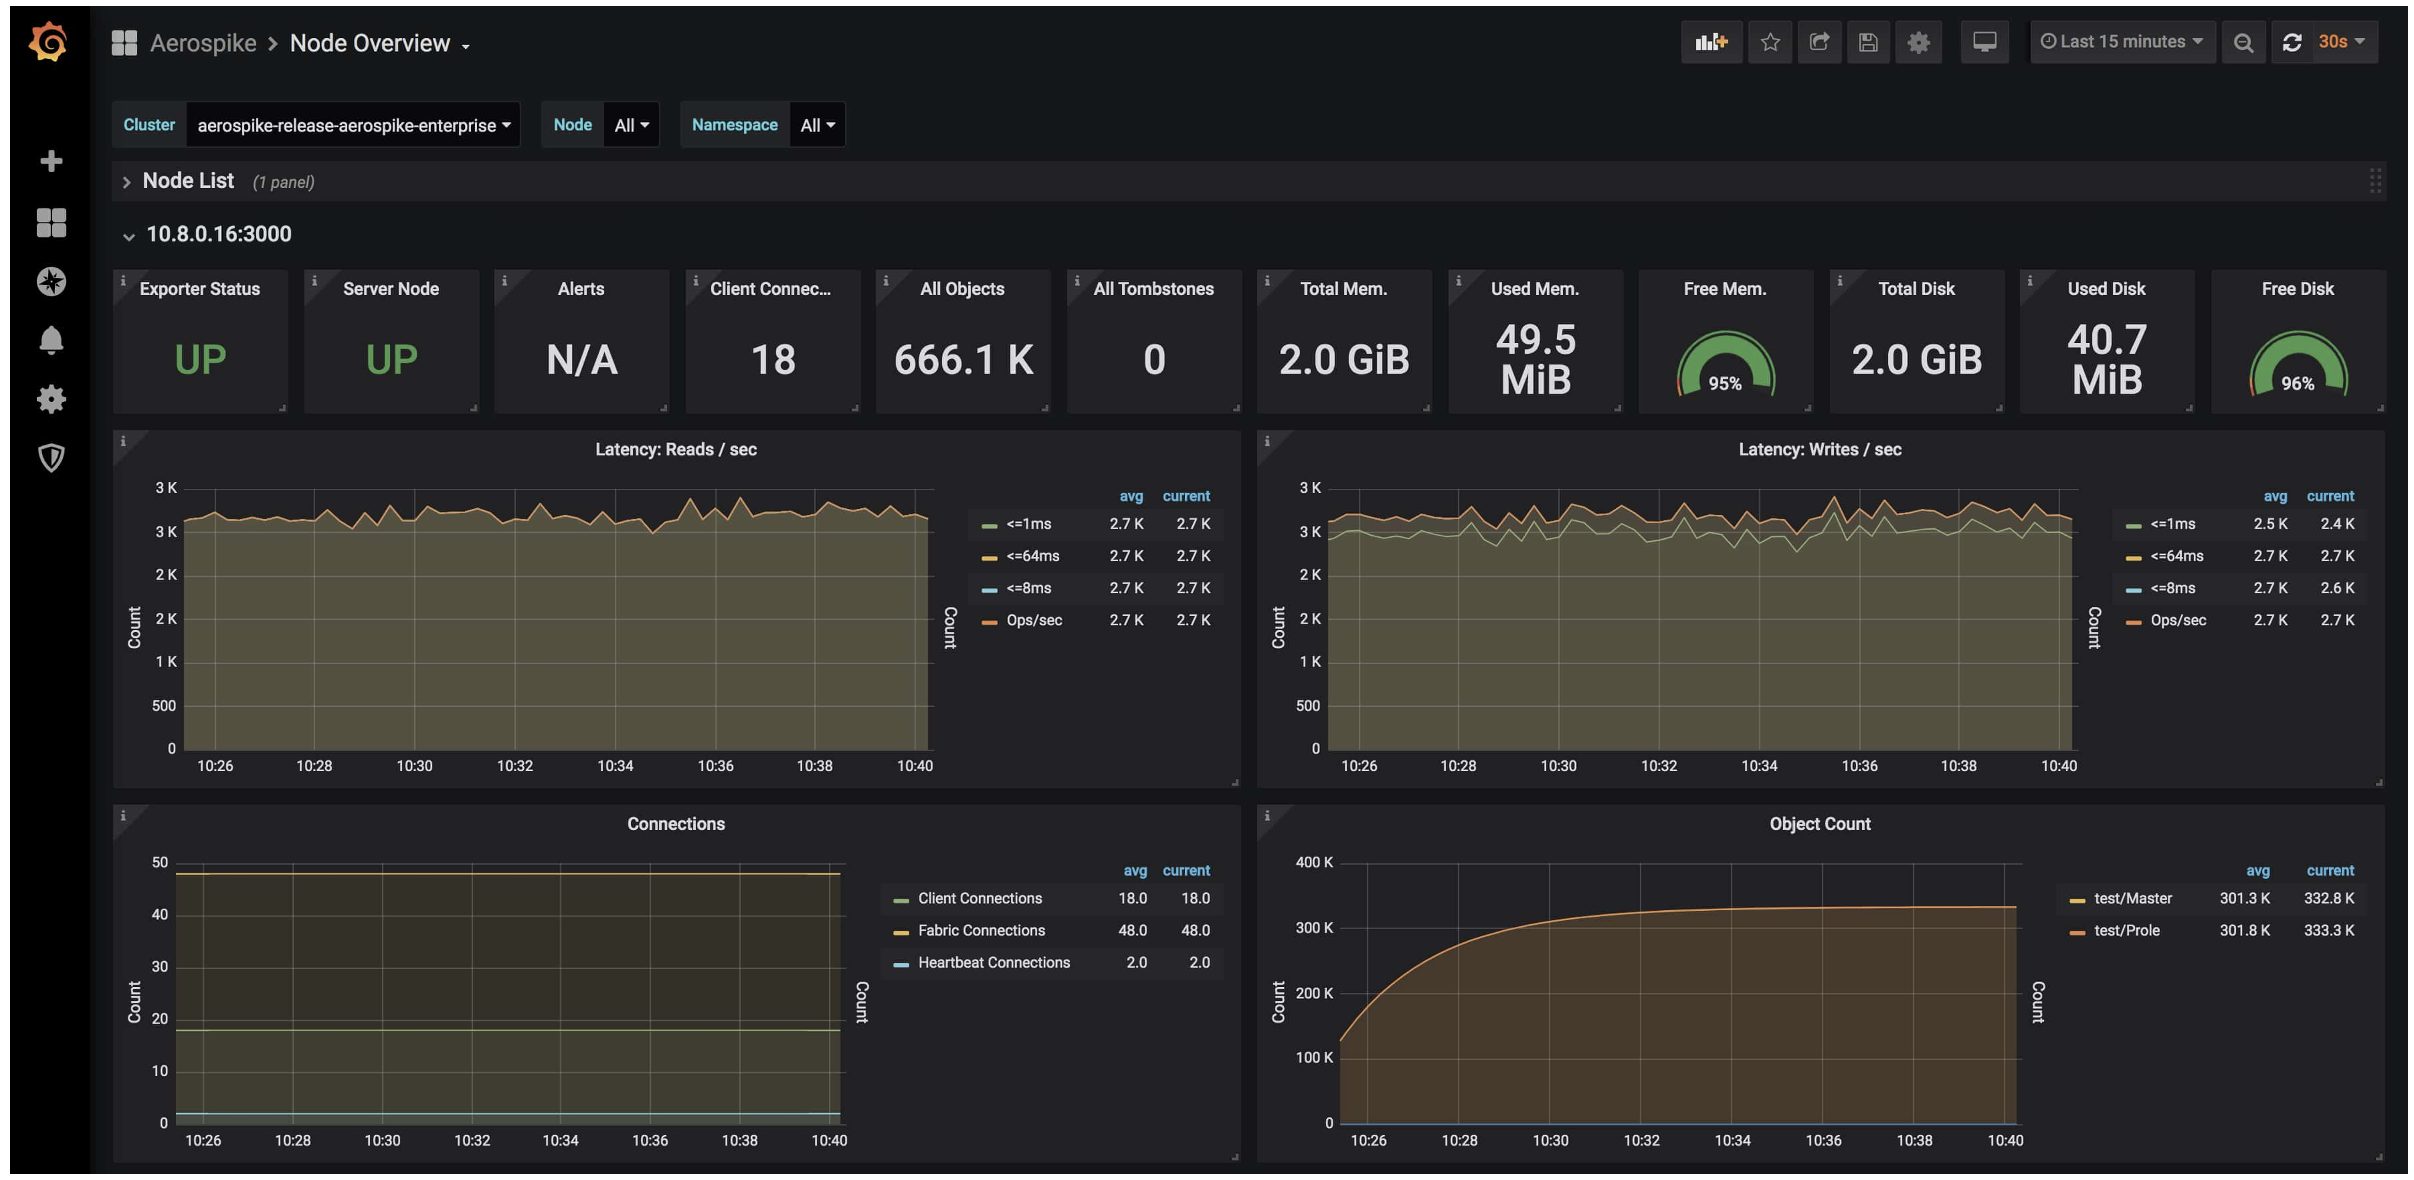 Aerospike > Node Overview
Last 15 minutes
30s
Cluster aerospike-release-aerospike-enterprise
Node All
Namespace All
Node List (1 panel)
10.8.0.16:3000
Exporter Status
UP
Server Node
UP
Alerts
N/A
Client Connec...
18
All Objects
666.1 K
All Tombstones
0
Total Mem.
2.0 GiB
Used Mem.
49.5
MiB
Free Mem.
95%
Total Disk
2.0 GiB
Used Disk
40.7
MiB
Free Disk
96%
Latency: Reads / sec
3 K
3 K
2 K
2 K
1 K
500
0
Count
10:26 10:28 10:30 10:32 10:34 10:36 10:38 10:40
Count
avg current
<=1ms 2.7 K 2.7 K
<=64ms 2.7 K 2.7 K
<=8ms 2.7 K 2.7 K
Ops/sec 2.7 K 2.7 K
Latency: Writes / sec
3 K
3 K
2 K
2 K
1 K
500
0
Count
10:26 10:28 10:30 10:32 10:34 10:36 10:38 10:40
Count
avg current
<=1ms 2.5 K 2.4 K
<=64ms 2.7 K 2.7 K
<=8ms 2.7 K 2.6 K
Ops/sec 2.7 K 2.7 K
Connections
50
40
30
20
10
0
Count
10:26 10:28 10:30 10:32 10:34 10:36 10:38 10:40
Count
avg current
Client Connections 18.0 18.0
Fabric Connections 48.0 48.0
Heartbeat Connections 2.0 2.0
Object Count
400 K
300 K
200 K
100 K
0
Count
10:26 10:28 10:30 10:32 10:34 10:36 10:38 10:40
Count
avg current
test/Master 301.3 K 332.8 K
test/Prole 301.8 K 333.3 K